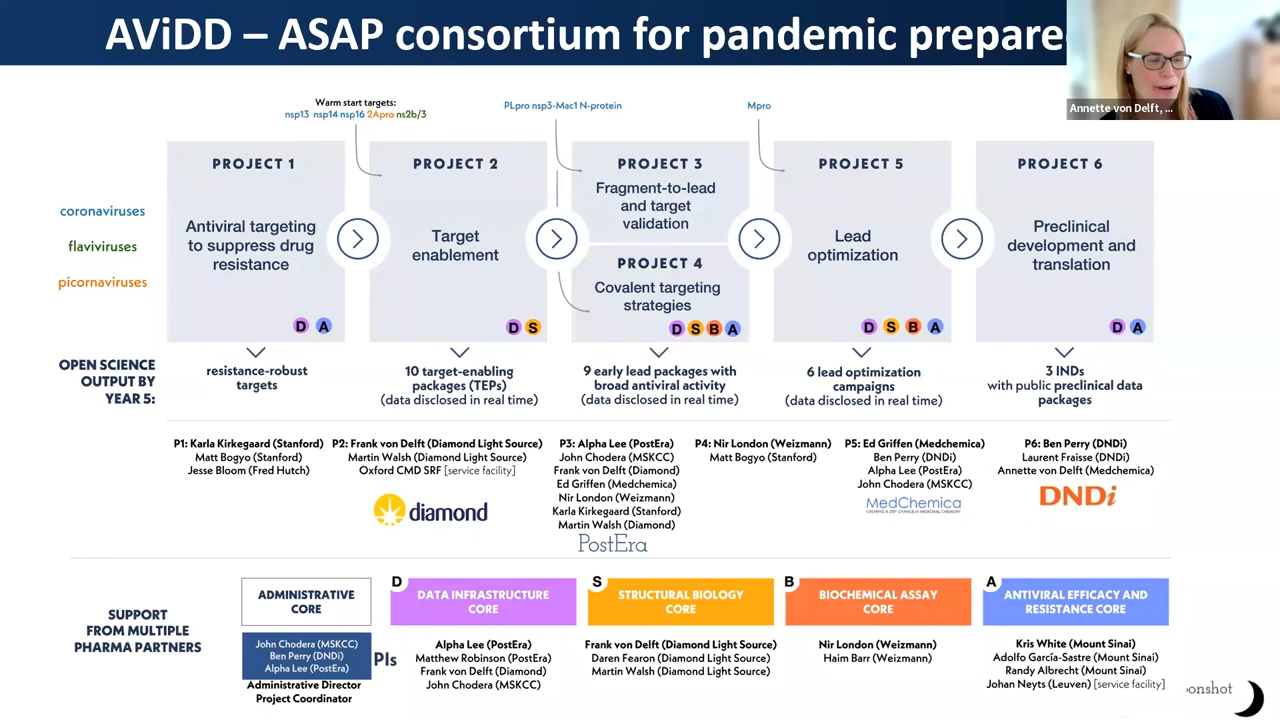 AViDD – ASAP consortium for pandemic prepare
Annette von Delft, ...
Warm start targets:
nsp13 nsp14 nsp16 2Apro ns2b/3
PLpro nsp3-Mac1 N-protein
Mpro
coronaviruses
flaviviruses
picornaviruses
PROJECT 1
Antiviral targeting
to suppress drug
resistance
D A
PROJECT 2
Target
enablement
D S
PROJECT 3
Fragment-to-lead
and target
validation
PROJECT 4
Covalent targeting
strategies
D S B A
PROJECT 5
Lead
optimization
D S B A
PROJECT 6
Preclinical
development and
translation
D A
OPEN SCIENCE
OUTPUT BY
YEAR 5:
resistance-robust
targets
10 target-enabling
packages (TEPs)
(data disclosed in real time)
9 early lead packages with
broad antiviral activity
(data disclosed in real time)
6 lead optimization
campaigns
(data disclosed in real time)
3 INDs
with public preclinical data
packages
P1: Karla Kirkegaard (Stanford)
Matt Bogyo (Stanford)
Jesse Bloom (Fred Hutch)
P2: Frank von Delft (Diamond Light Source)
Martin Walsh (Diamond Light Source)
Oxford CMD SRF [service facility]
diamond
P3: Alpha Lee (PostEra)
John Chodera (MSKCC)
Frank von Delft (Diamond)
Ed Griffen (Medchemica)
Nir London (Weizmann)
Karla Kirkegaard (Stanford)
Martin Walsh (Diamond)
PostEra
P4: Nir London (Weizmann)
Matt Bogyo (Stanford)
P5: Ed Griffen (Medchemica)
Ben Perry (DNDi)
Alpha Lee (PostEra)
John Chodera (MSKCC)
MedChemica
CREATING A STEP CHANGE IN MEDICINAL CHEMISTRY
P6: Ben Perry (DNDi)
Laurent Fraisse (DNDi)
Annette von Delft (Medchemica)
DNDi
SUPPORT
FROM MULTIPLE
PHARMA PARTNERS
ADMINISTRATIVE
CORE
John Chodera (MSKCC)
Ben Perry (DNDi)
Alpha Lee (PostEra)
PIs
Administrative Director
Project Coordinator
D
DATA INFRASTRUCTURE
CORE
Alpha Lee (PostEra)
Matthew Robinson (PostEra)
Frank von Delft (Diamond)
John Chodera (MSKCC)
S
STRUCTURAL BIOLOGY
CORE
Frank von Delft (Diamond Light Source)
Daren Fearon (Diamond Light Source)
Martin Walsh (Diamond Light Source)
B
BIOCHEMICAL ASSAY
CORE
Nir London (Weizmann)
Haim Barr (Weizmann)
A
ANTIVIRAL EFFICACY AND
RESISTANCE CORE
Kris White (Mount Sinai)
Adolfo García-Sastre (Mount Sinai)
Randy Albrecht (Mount Sinai)
Johan Neyts (Leuven) [service facility]
onshot